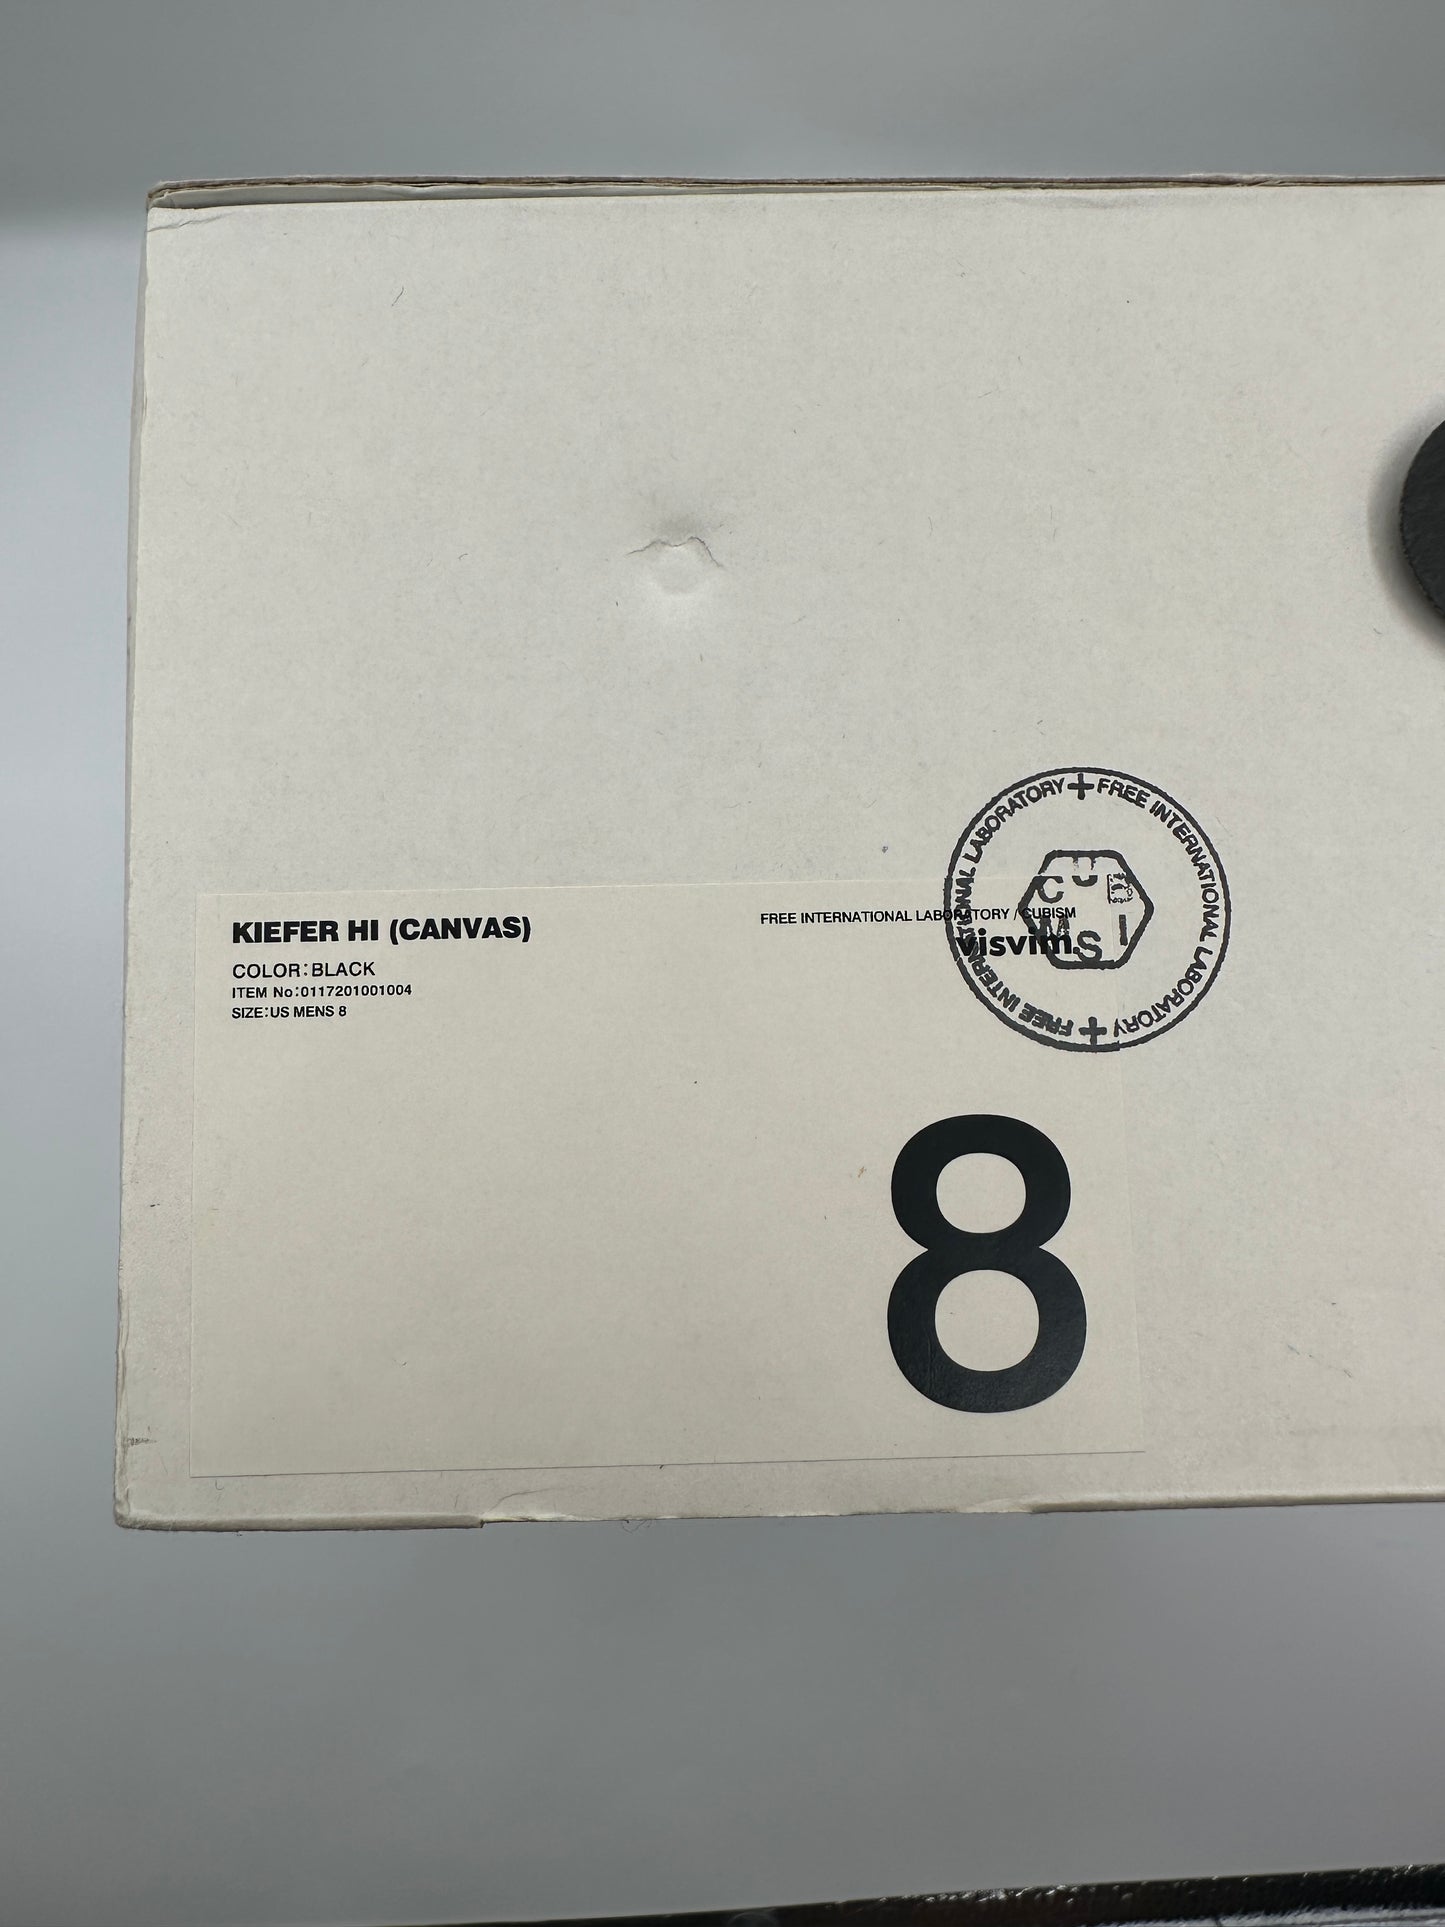 KIEFER HI (CANVAS)
COLOR:BLACK
ITEM No:0117201001004
SIZE:US MENS 8
FREE INTERNATIONAL LABORATORY / CUBISM
visvim.
FREE INTERNATIONAL LABORATORY + FREE INTERNATIONAL LABORATORY +
CUBISM
8